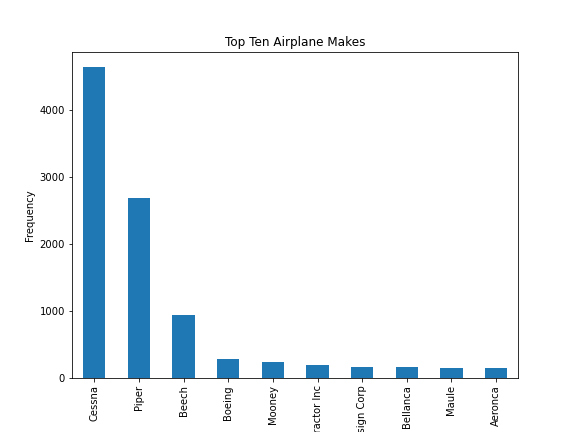 Top Ten Airplane Makes
Frequency
4000
3000
2000
1000
0
Cessna
Piper
Beech
Boeing
Mooney
ractor Inc
sign Corp
Bellanca
Maule
Aeronca